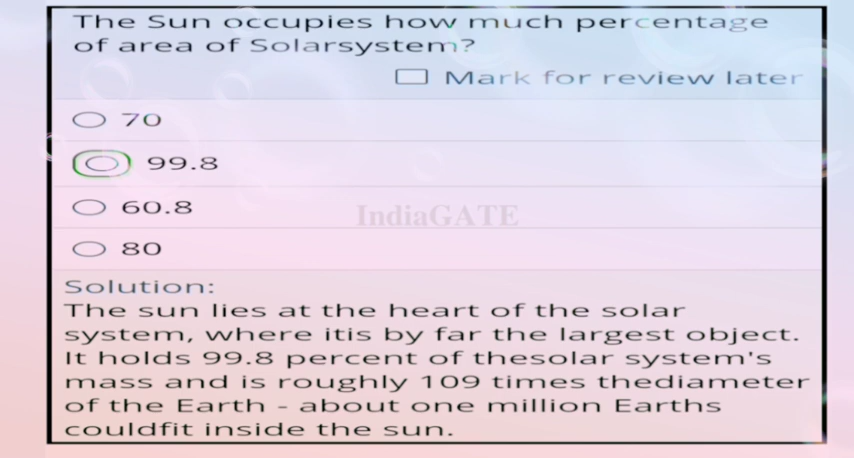 The Sun occupies how much percentage
of area of Solarsystem?
Mark for review later
70
99.8
60.8
IndiaGATE
80
Solution:
The sun lies at the heart of the solar
system, where itis by far the largest object.
It holds 99.8 percent of thesolar system's
mass and is roughly 109 times thediameter
of the Earth - about one million Earths
couldfit inside the sun.